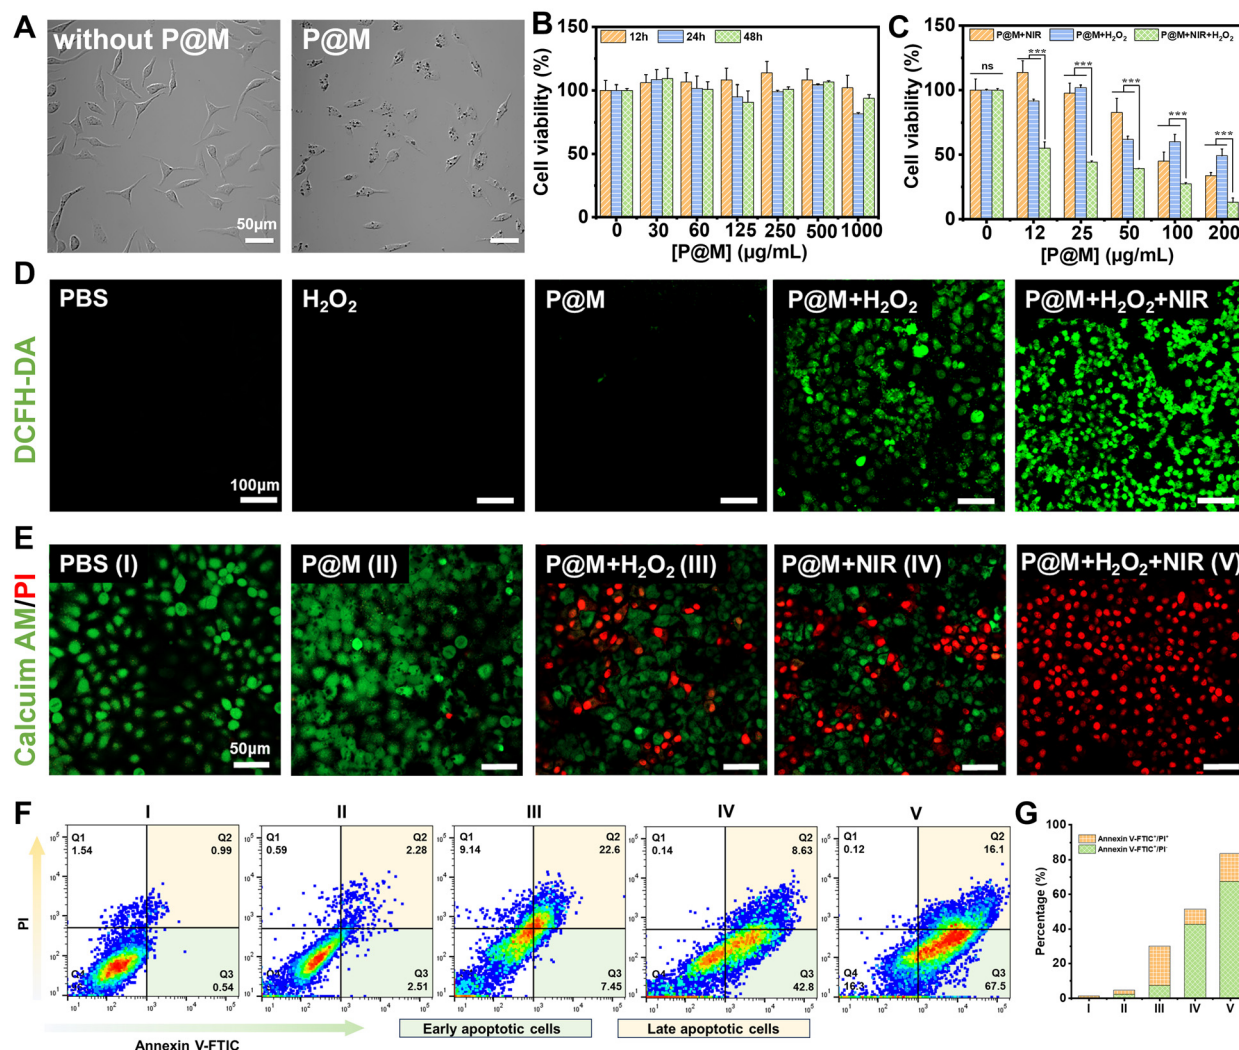 A
without P@M
50μm
P@M
B
Cell viability (%)
150
100
50
0
12h
24h
48h
0 30 60 125 250 500 1000
[P@M] (μg/mL)
C
Cell viability (%)
150
100
50
0
P@M+NIR
P@M+H₂O₂
P@M+NIR+H₂O₂
ns
***
***
***
***
***
0 12 25 50 100 200
[P@M] (μg/mL)
D
DCFH-DA
PBS
100μm
H₂O₂
P@M
P@M+H₂O₂
P@M+H₂O₂+NIR
E
Calcuim AM/PI
PBS (I)
50μm
P@M (II)
P@M+H₂O₂ (III)
P@M+NIR (IV)
P@M+H₂O₂+NIR (V)
F
PI
I
Q1
1.54
Q2
0.99
Q3
0.54
II
Q1
0.59
Q2
2.28
Q3
2.51
III
Q1
9.14
Q2
22.6
Q3
7.45
IV
Q1
0.14
Q2
8.63
Q4
Q3
42.8
V
Q1
0.12
Q2
16.1
Q4
16.3
Q3
67.5
Annexin V-FTIC
Early apoptotic cells
Late apoptotic cells
G
Percentage (%)
100
80
60
40
20
0
Annexin V-FTIC⁺/PI⁺
Annexin V-FTIC⁺/PI⁻
I II III IV V